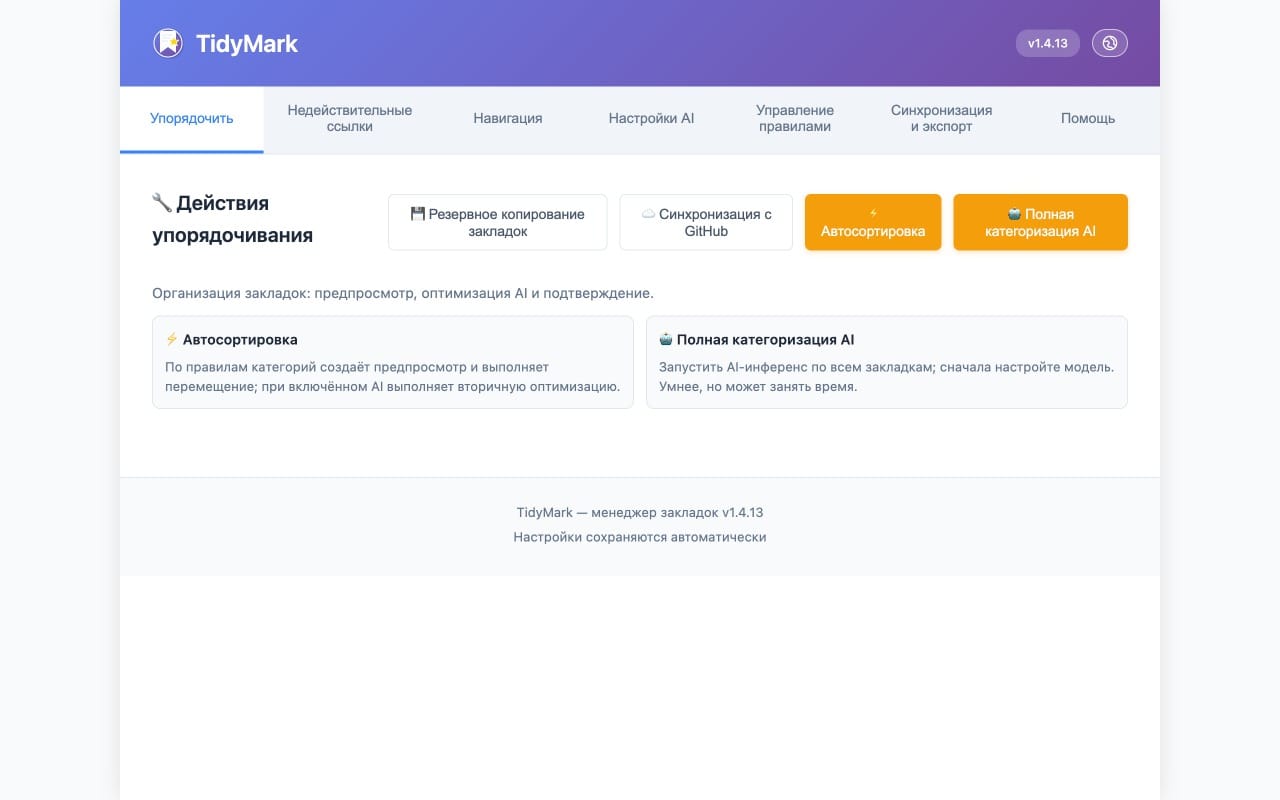 TidyMark
v1.4.13
Упорядочить
Недействительные
ссылки
Навигация
Настройки AI
Управление
правилами
Синхронизация
и экспорт
Помощь
🔧 Действия
упорядочивания
💾 Резервное копирование
закладок
☁️ Синхронизация с
GitHub
⚡
Автосортировка
🤖 Полная
категоризация AI
Организация закладок: предпросмотр, оптимизация AI и подтверждение.
⚡ Автосортировка
По правилам категорий создаёт предпросмотр и выполняет
перемещение; при включённом AI выполняет вторичную оптимизацию.
🤖 Полная категоризация AI
Запустить AI-инференс по всем закладкам; сначала настройте модель.
Умнее, но может занять время.
TidyMark — менеджер закладок v1.4.13
Настройки сохраняются автоматически